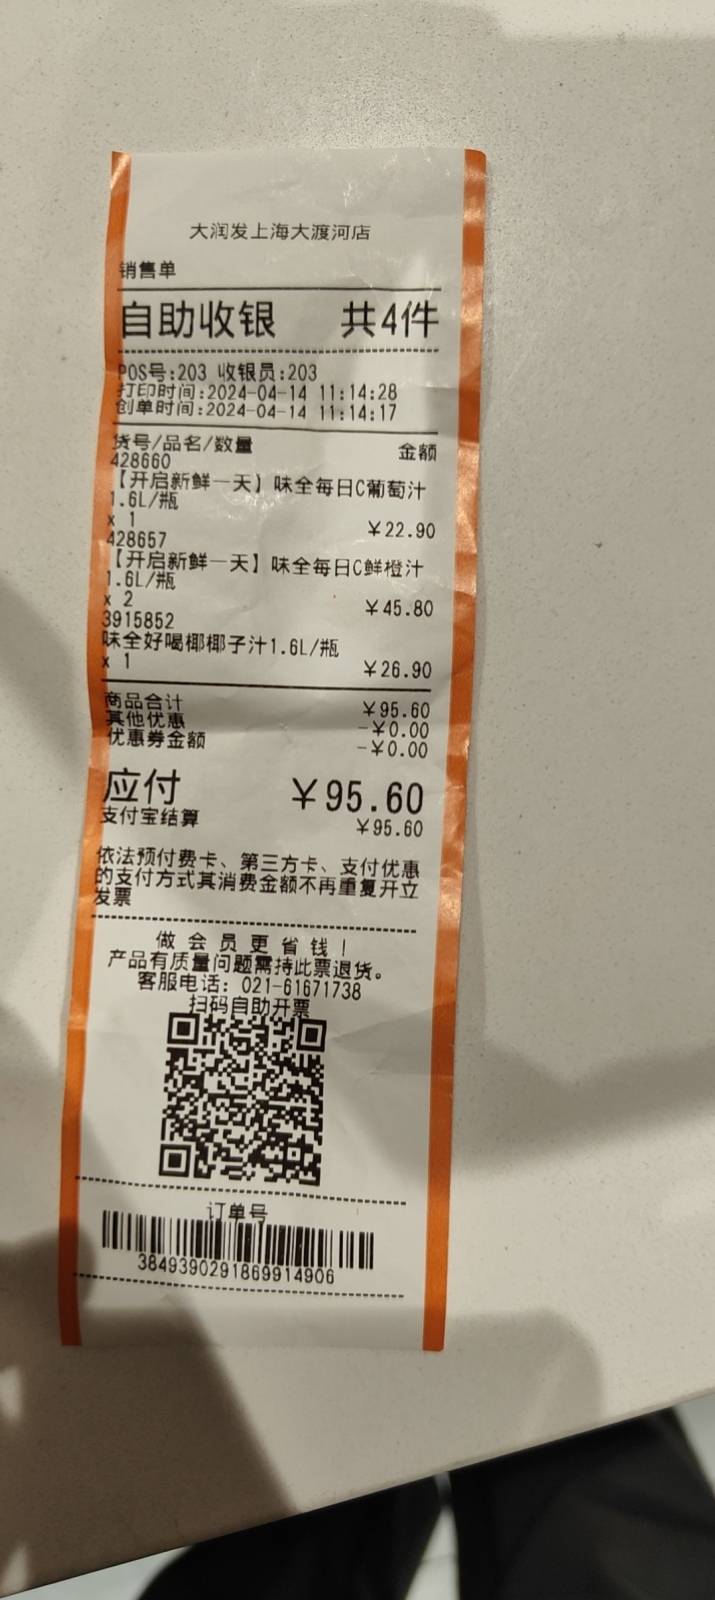 大润发上海大渡河店
销售单
自助收银 共4件
POS号:203 收银员:203
打印时间:2024-04-14 11:14:28
创单时间:2024-04-14 11:14:17
货号/品名/数量 金额
428660
【开启新鲜一天】味全每日C葡萄汁
1.6L/瓶
x 1 ￥22.90
428657
【开启新鲜一天】味全每日C鲜橙汁
1.6L/瓶
x 2 ￥45.80
3915852
味全好喝椰椰子汁1.6L/瓶
x 1 ￥26.90
商品合计 ￥95.60
其他优惠 -￥0.00
优惠券金额 -￥0.00
应付 ￥95.60
支付宝结算 ￥95.60
依法预付费卡、第三方卡、支付优惠
的支付方式其消费金额不再重复开立
发票
做会员更省钱!
产品有质量问题需持此票退货。
客服电话: 021-61671738
扫码自助开票
订单号
3849390291869914906